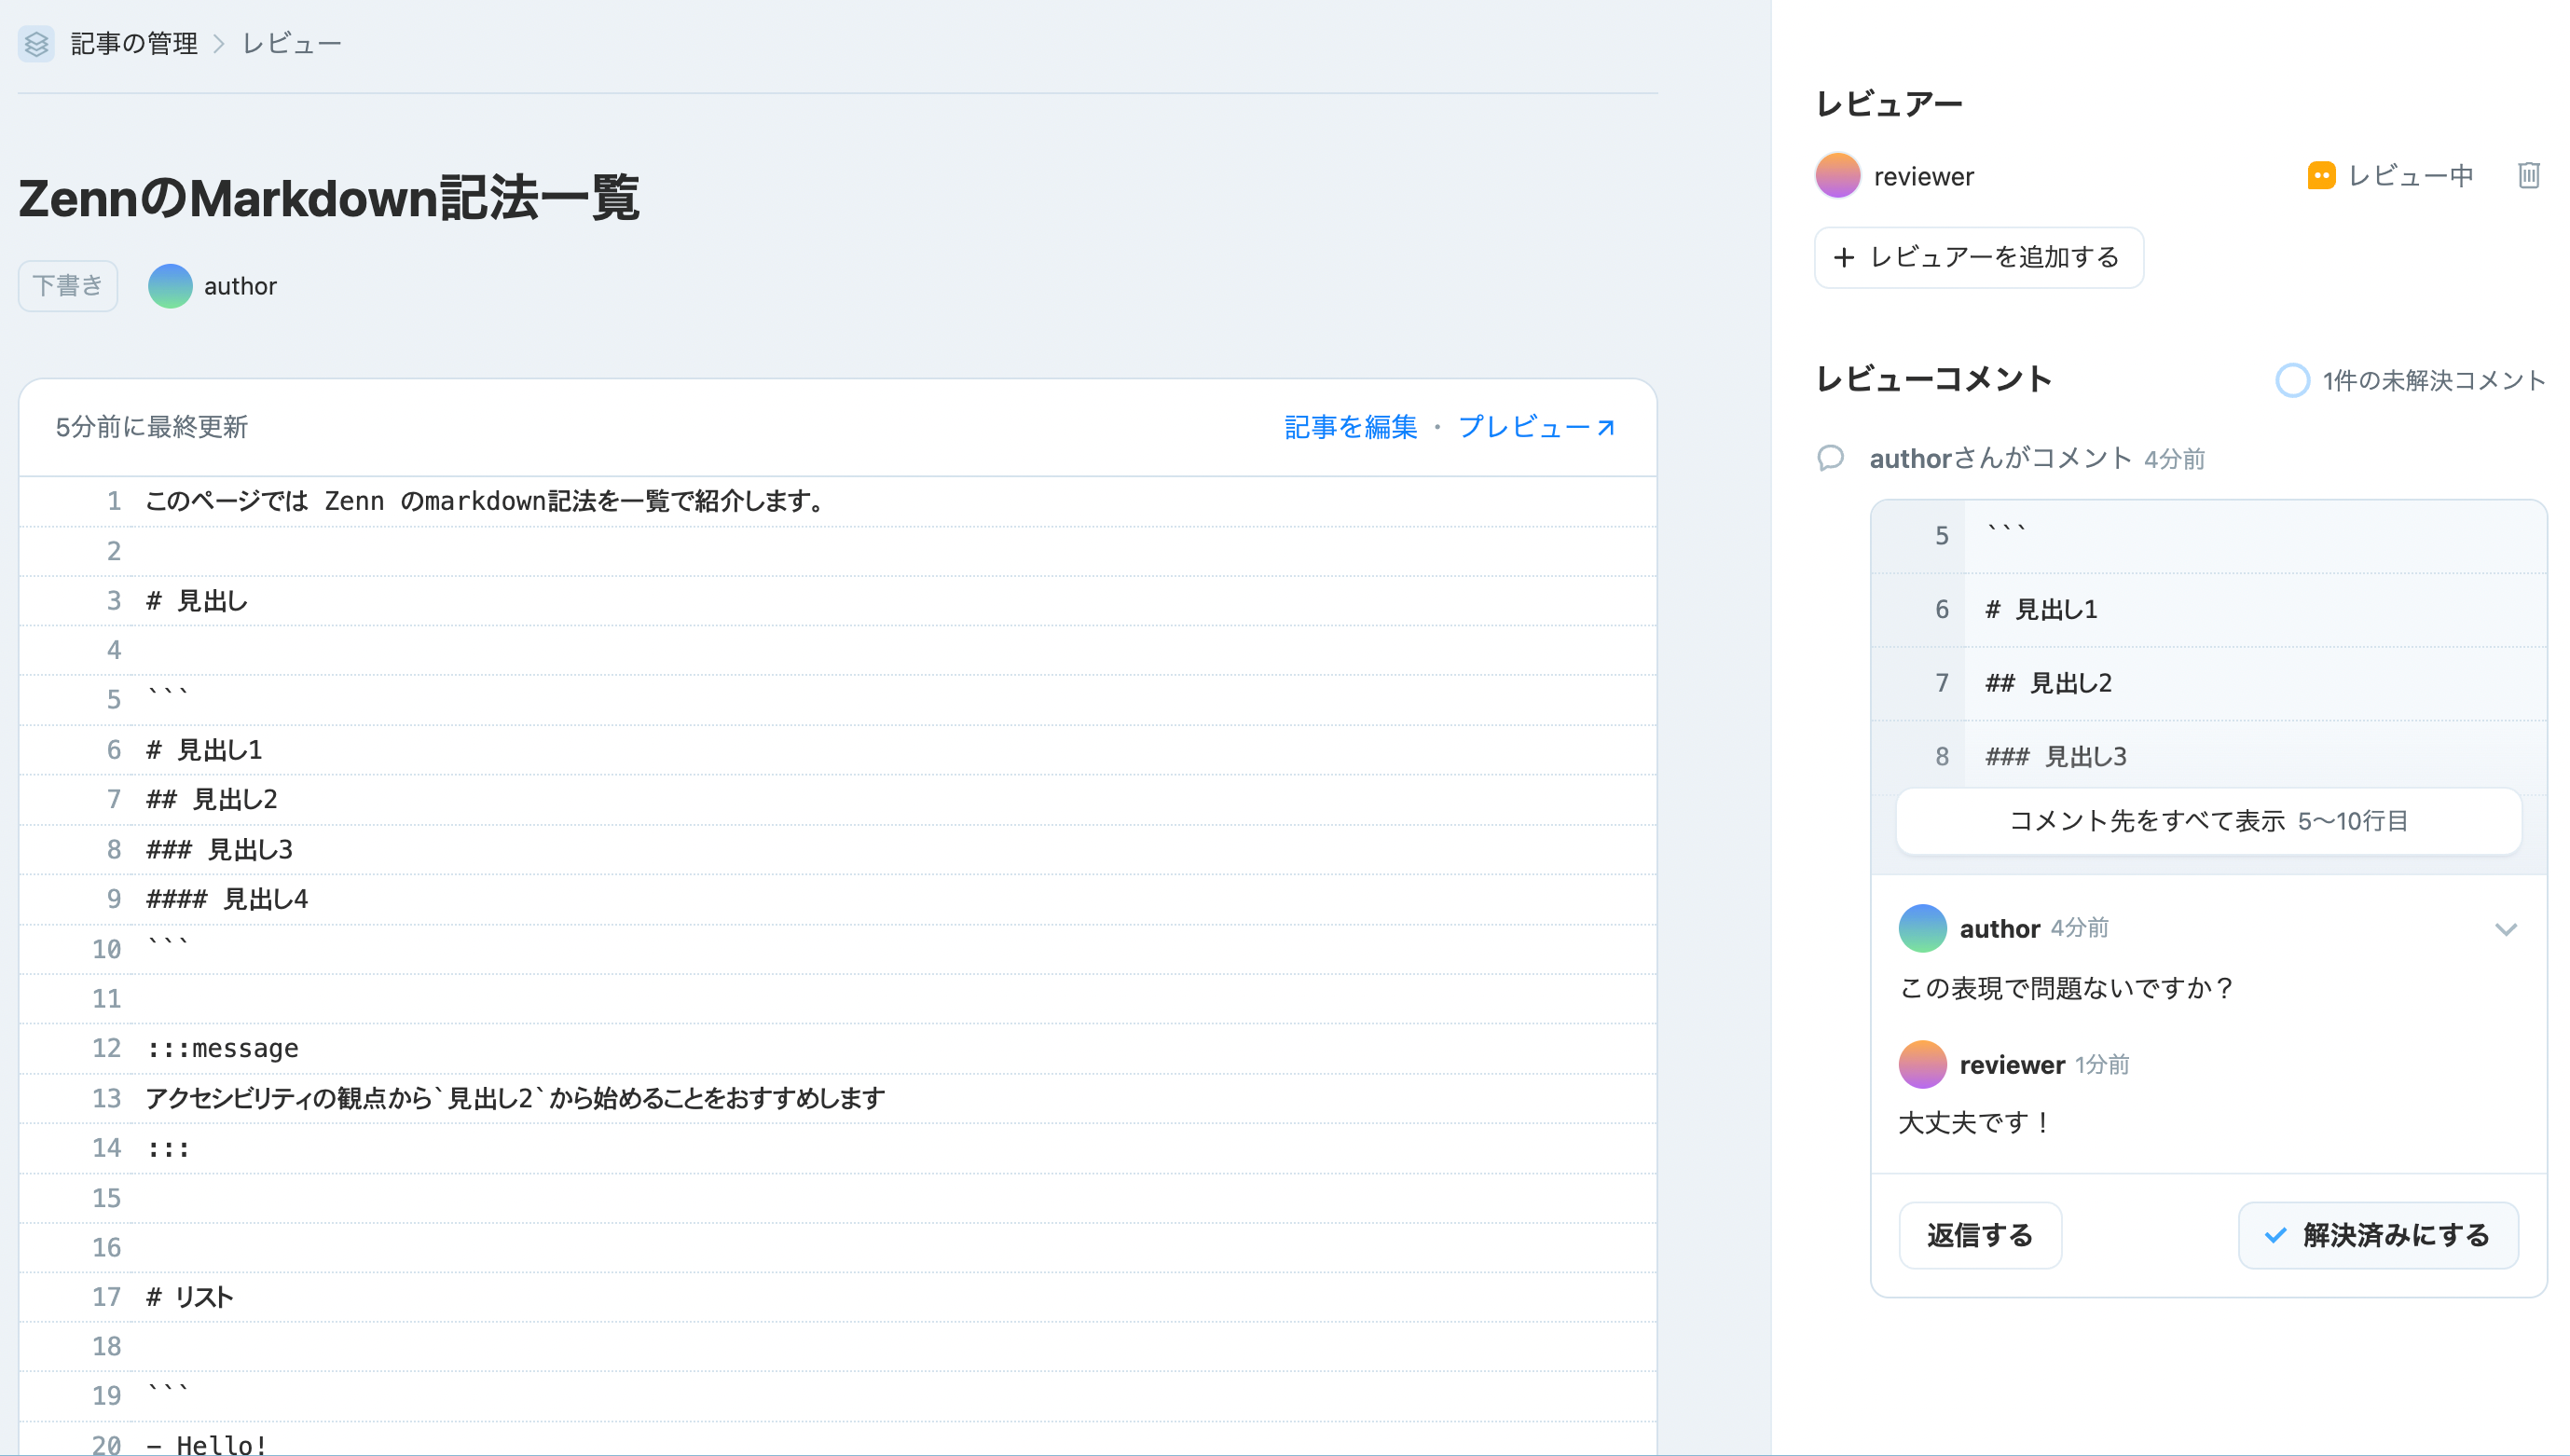 記事の管理 > レビュー
ZennのMarkdown記法一覧
下書き author
5分前に最終更新 記事を編集 ・ プレビュー
1 このページでは Zenn のmarkdown記法を一覧で紹介します。
2
3 # 見出し
4
5 ```
6 # 見出し1
7 ## 見出し2
8 ### 見出し3
9 #### 見出し4
10 ```
11
12 :::message
13 アクセシビリティの観点から`見出し2`から始めることをおすすめします
14 :::
15
16
17 # リスト
18
19 ```
20 - Hello!
レビュアー
reviewer レビュー中
+ レビュアーを追加する
レビューコメント 1件の未解決コメント
authorさんがコメント 4分前
5 ```
6 # 見出し1
7 ## 見出し2
8 ### 見出し3
コメント先をすべて表示 5〜10行目
author 4分前
この表現で問題ないですか？
reviewer 1分前
大丈夫です！
返信する 解決済みにする